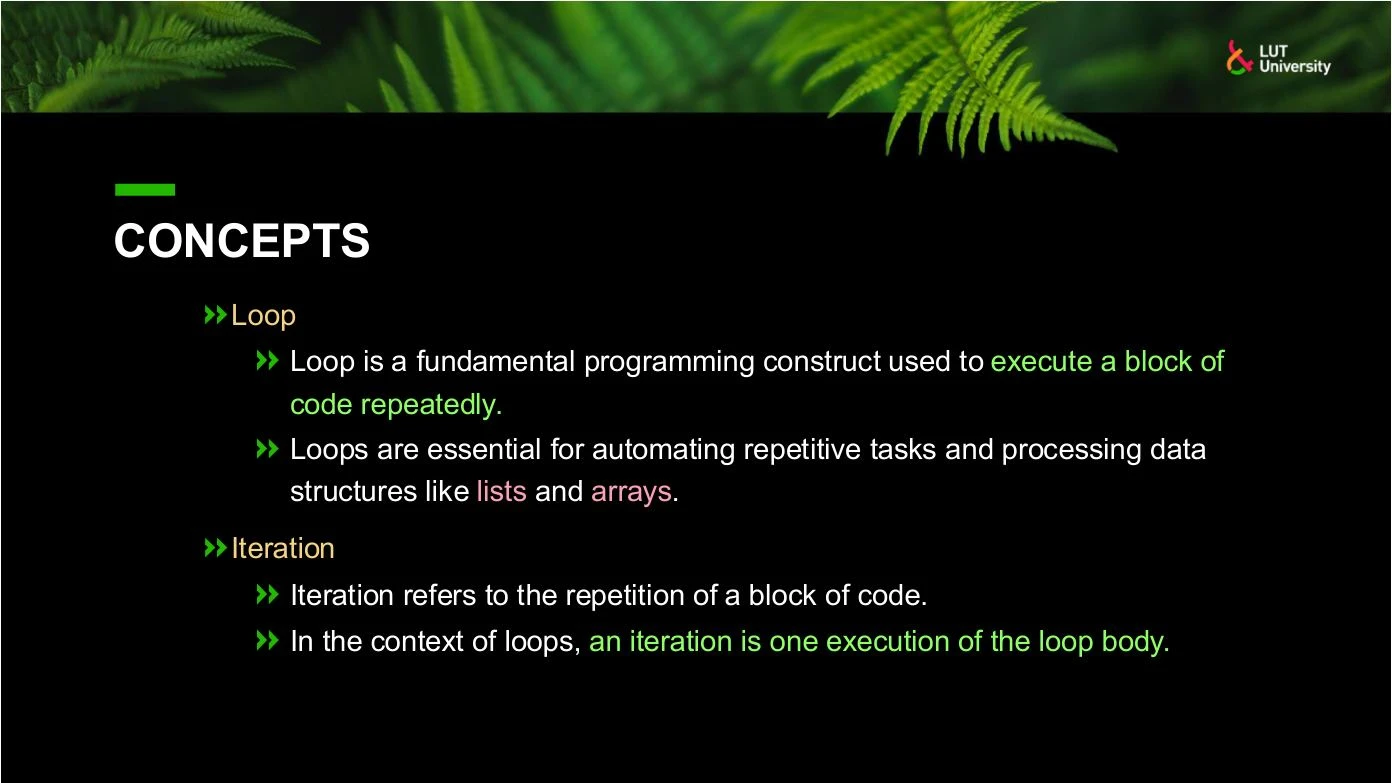 LUT
University
CONCEPTS
Loop
Loop is a fundamental programming construct used to execute a block of
code repeatedly.
Loops are essential for automating repetitive tasks and processing data
structures like lists and arrays.
Iteration
Iteration refers to the repetition of a block of code.
In the context of loops, an iteration is one execution of the loop body.